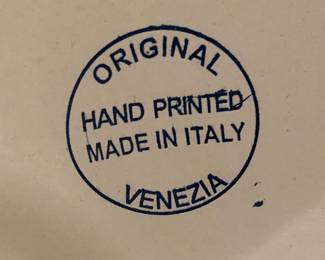 ORIGINAL
HAND PRINTED
MADE IN ITALY
VENEZIA